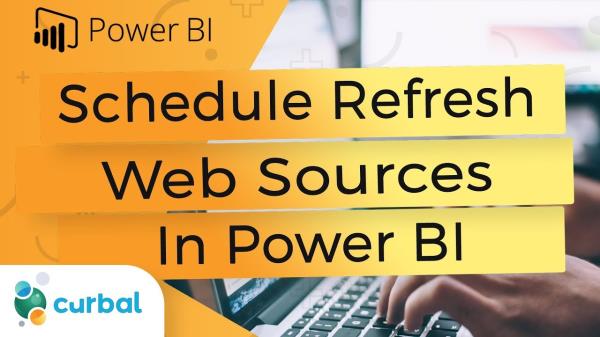 Power BI
Schedule Refresh
Web Sources
In Power BI
curbal